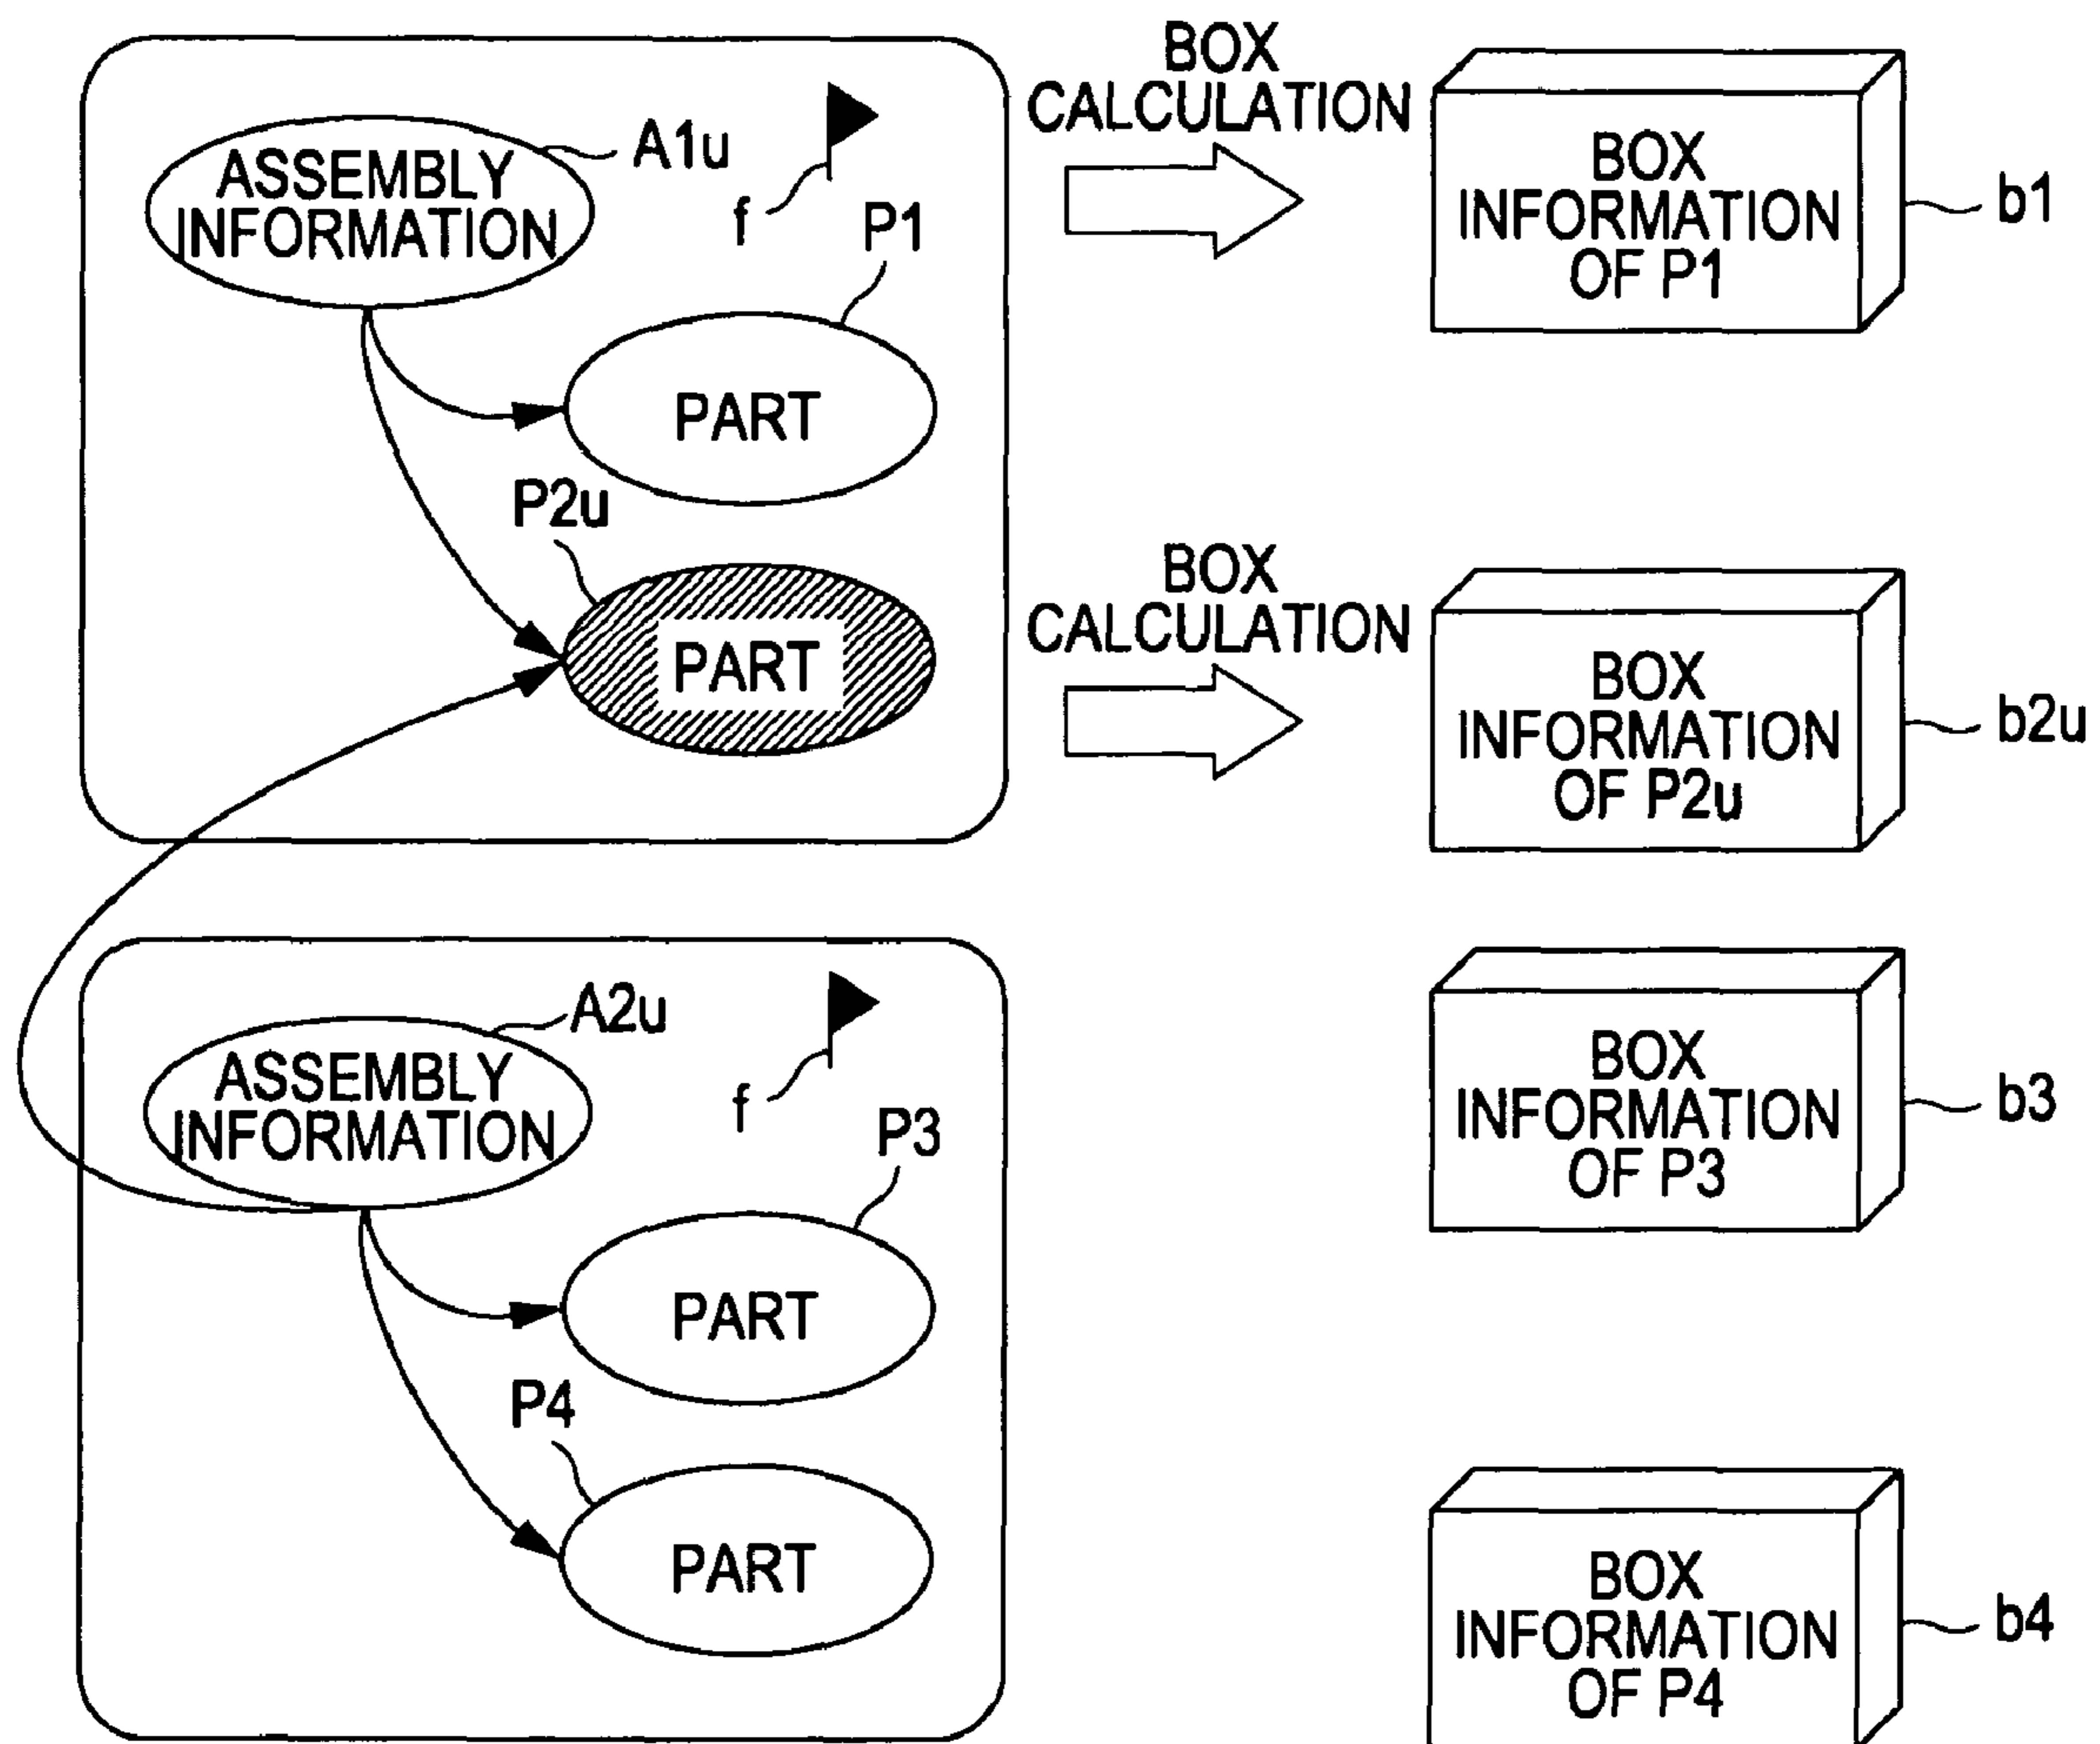 BOX
CALCULATION
ASSEMBLY
INFORMATION
A1u
f
P1
BOX
INFORMATION
OF P1
b1
PART
P2u
PART
BOX
CALCULATION
BOX
INFORMATION
OF P2u
b2u
ASSEMBLY
INFORMATION
A2u
f
P3
BOX
INFORMATION
OF P3
b3
PART
P4
PART
BOX
INFORMATION
OF P4
b4